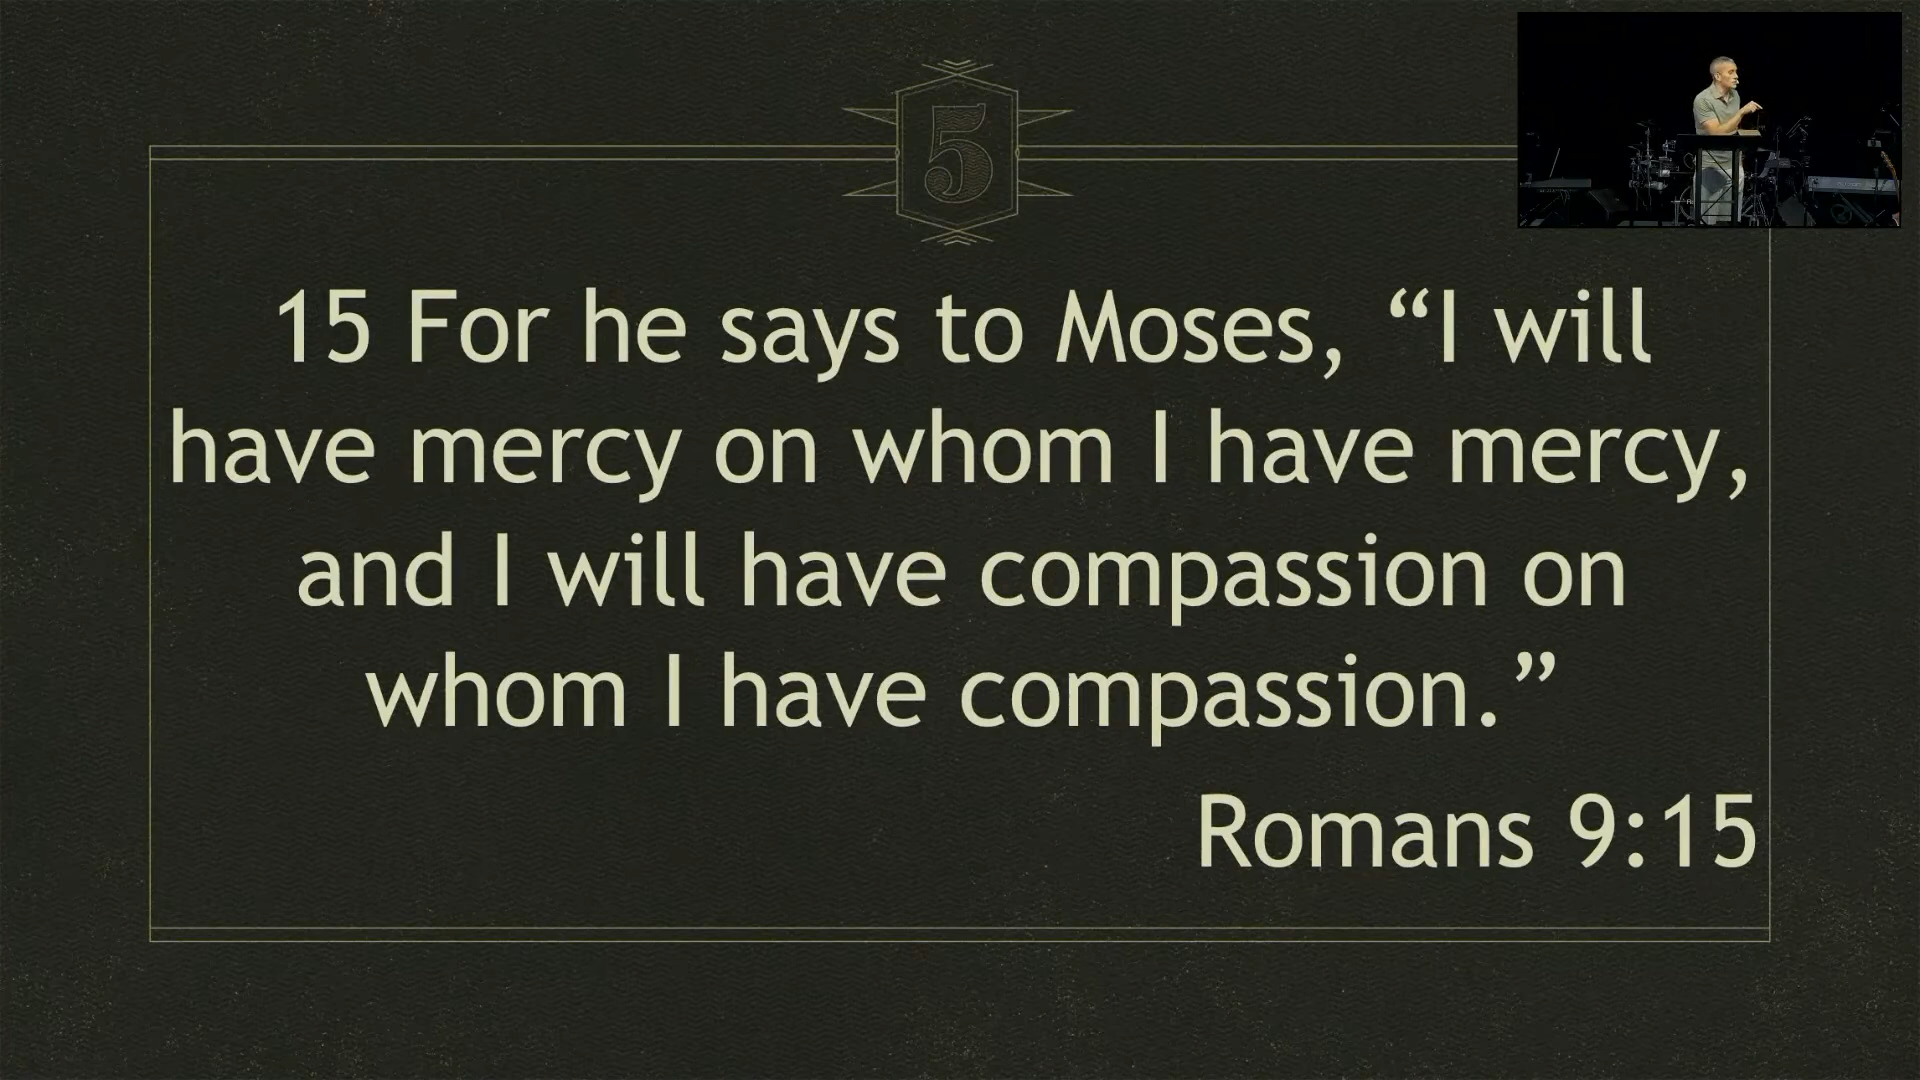 5
15 For he says to Moses, “I will
have mercy on whom I have mercy,
and I will have compassion on
whom I have compassion.”
Romans 9:15